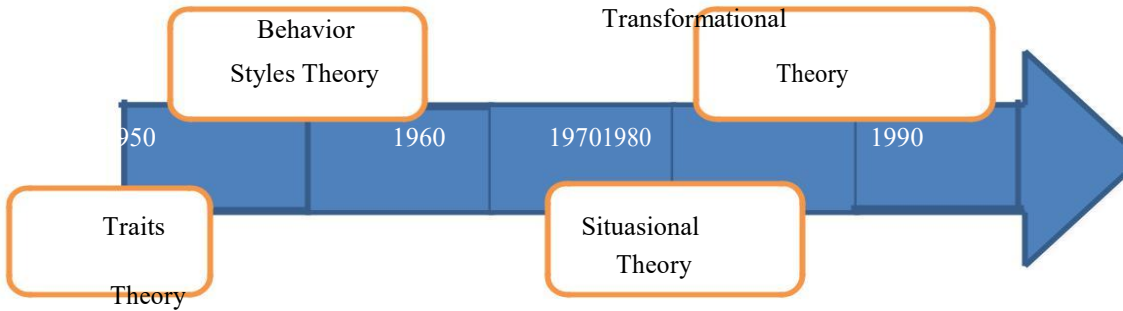 Transformational
Behavior
Styles Theory
Theory
950 1960 19701980 1990
Traits
Theory
Situasional
Theory